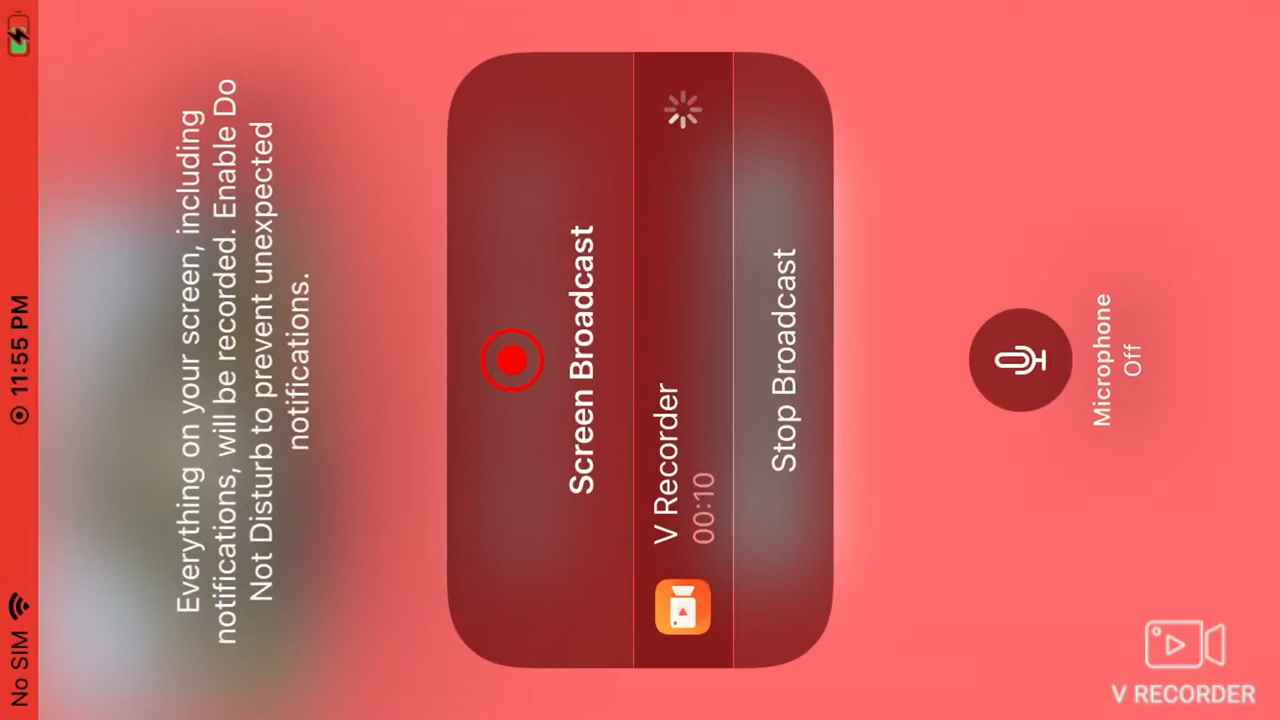 No SIM
11:55 PM
Everything on your screen, including
notifications, will be recorded. Enable Do
Not Disturb to prevent unexpected
notifications.
Screen Broadcast
V Recorder
00:10
Stop Broadcast
Microphone
Off
V RECORDER